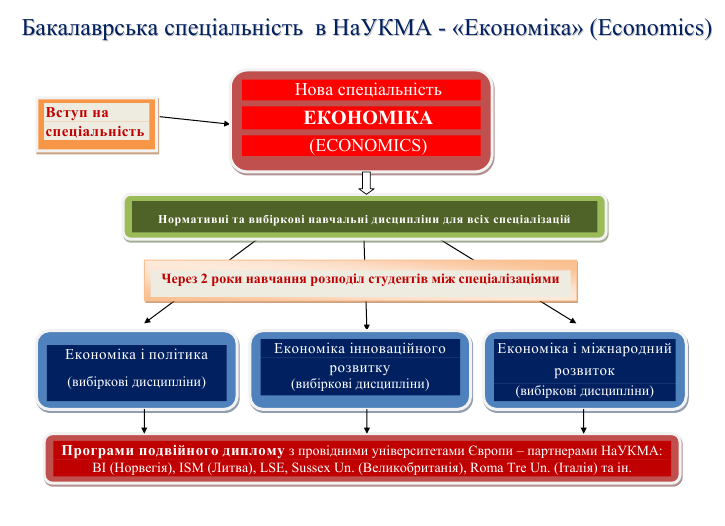 Бакалаврська спеціальність в НаУКМА - «Економіка» (Economics)
Нова спеціальність
ЕКОНОМІКА
(ECONOMICS)
Вступ на
спеціальність
Нормативні та вибіркові навчальні дисципліни для всіх спеціалізацій
Через 2 роки навчання розподіл студентів між спеціалізаціями
Економіка і політика
(вибіркові дисципліни)
Економіка інноваційного
розвитку
(вибіркові дисципліни)
Економіка і міжнародний
розвиток
(вибіркові дисципліни)
Програми подвійного диплому з провідними університетами Європи – партнерами НаУКМА:
BI (Норвегія), ISM (Литва), LSE, Sussex Un. (Великобританія), Roma Tre Un. (Італія) та ін.